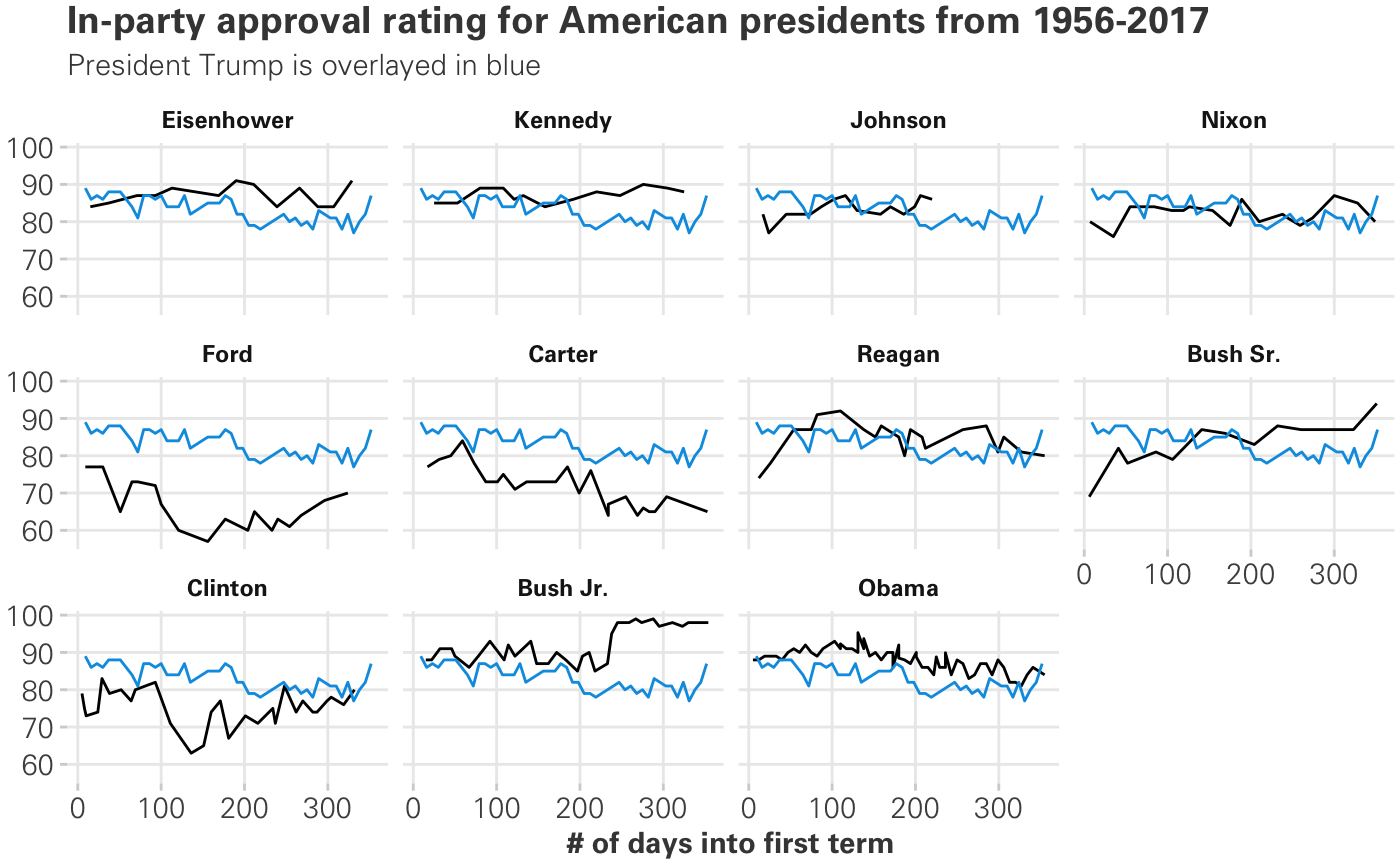 In-party approval rating for American presidents from 1956-2017
President Trump is overlayed in blue
Eisenhower Kennedy Johnson Nixon
100
90
80
70
60
Ford Carter Reagan Bush Sr.
100
90
80
70
60
0 100 200 300
Clinton Bush Jr. Obama
100
90
80
70
60
0 100 200 300 0 100 200 300 0 100 200 300
# of days into first term